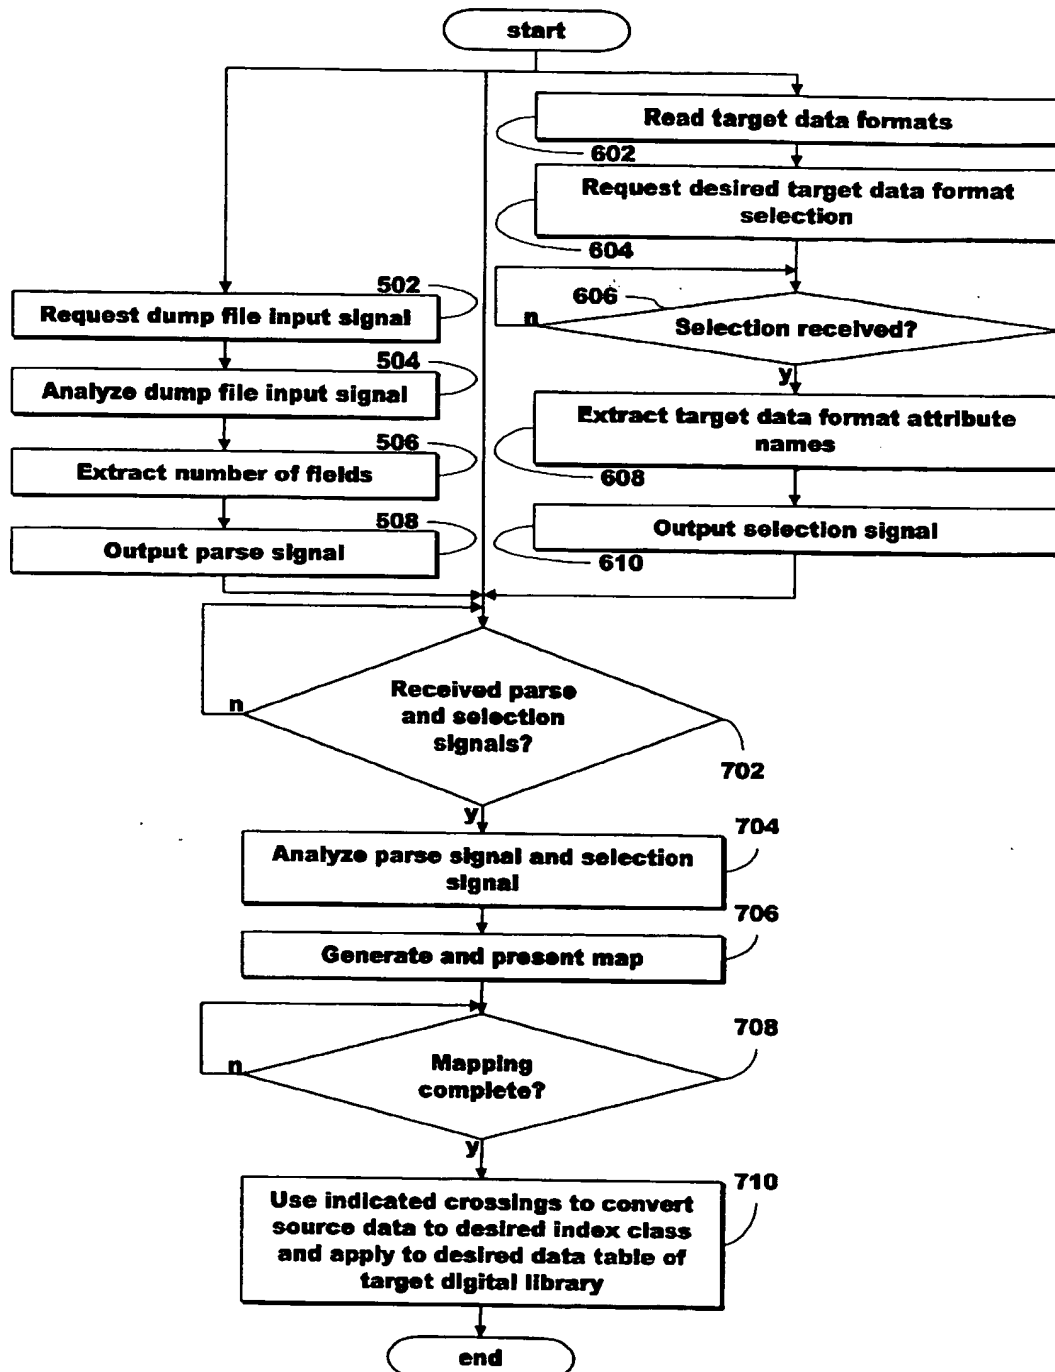 start
Read target data formats
602
Request desired target data format
selection
604
502
606
Request dump file input signal
n
Selection received?
504
y
Analyze dump file input signal
Extract target data format attribute
names
506
Extract number of fields
608
508
Output selection signal
Output parse signal
610
Received parse
and selection
signals?
n
702
y
704
Analyze parse signal and selection
signal
706
Generate and present map
708
Mapping
complete?
n
y
710
Use indicated crossings to convert
source data to desired index class
and apply to desired data table of
target digital library
end